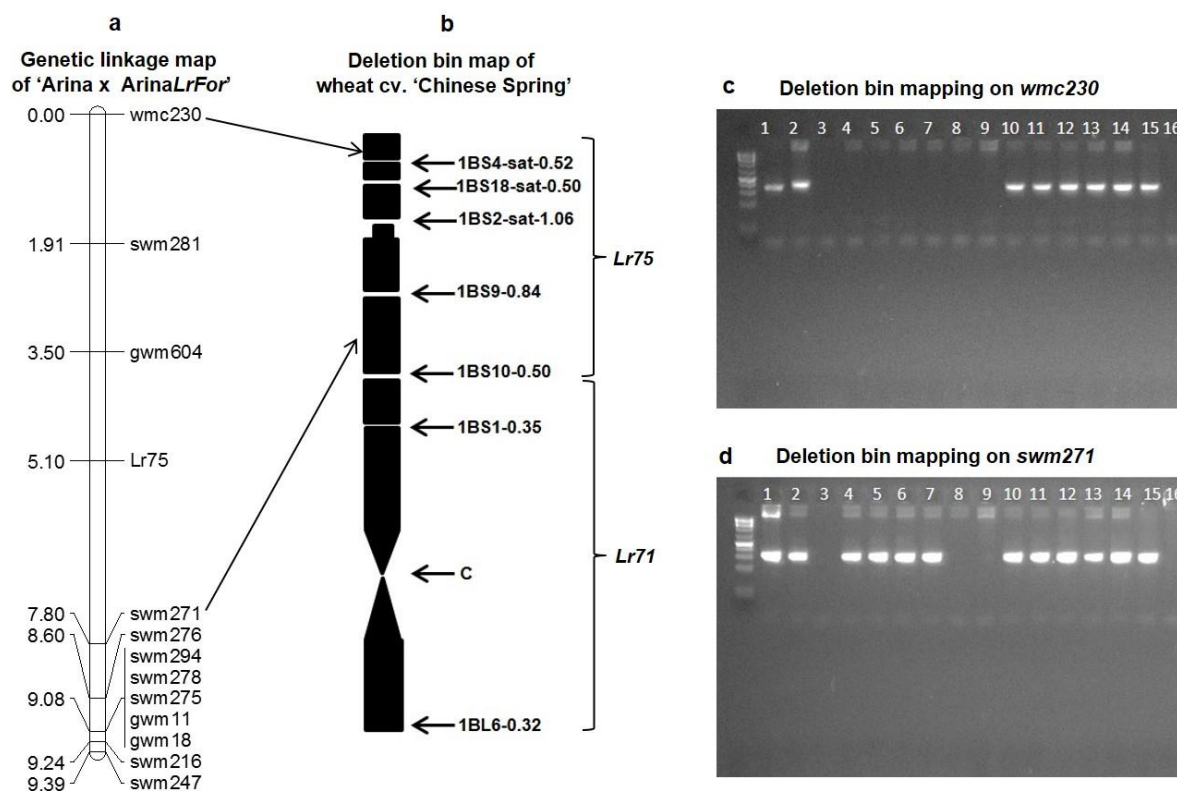 a
Genetic linkage map
of ‘Arina x ArinaLrFor’
0.00 wmc230
1.91 swm281
3.50 gwm604
5.10 Lr75
7.80 swm271
8.60 swm276
swm294
swm278
9.08 swm275
gwm11
gwm18
9.24 swm216
9.39 swm247
b
Deletion bin map of
wheat cv. ‘Chinese Spring’
1BS4-sat-0.52
1BS18-sat-0.50
1BS2-sat-1.06
1BS9-0.84
1BS10-0.50
1BS1-0.35
C
1BL6-0.32
Lr75
Lr71
c Deletion bin mapping on wmc230
1 2 3 4 5 6 7 8 9 10 11 12 13 14 15 16
d Deletion bin mapping on swm271
1 2 3 4 5 6 7 8 9 10 11 12 13 14 15 16